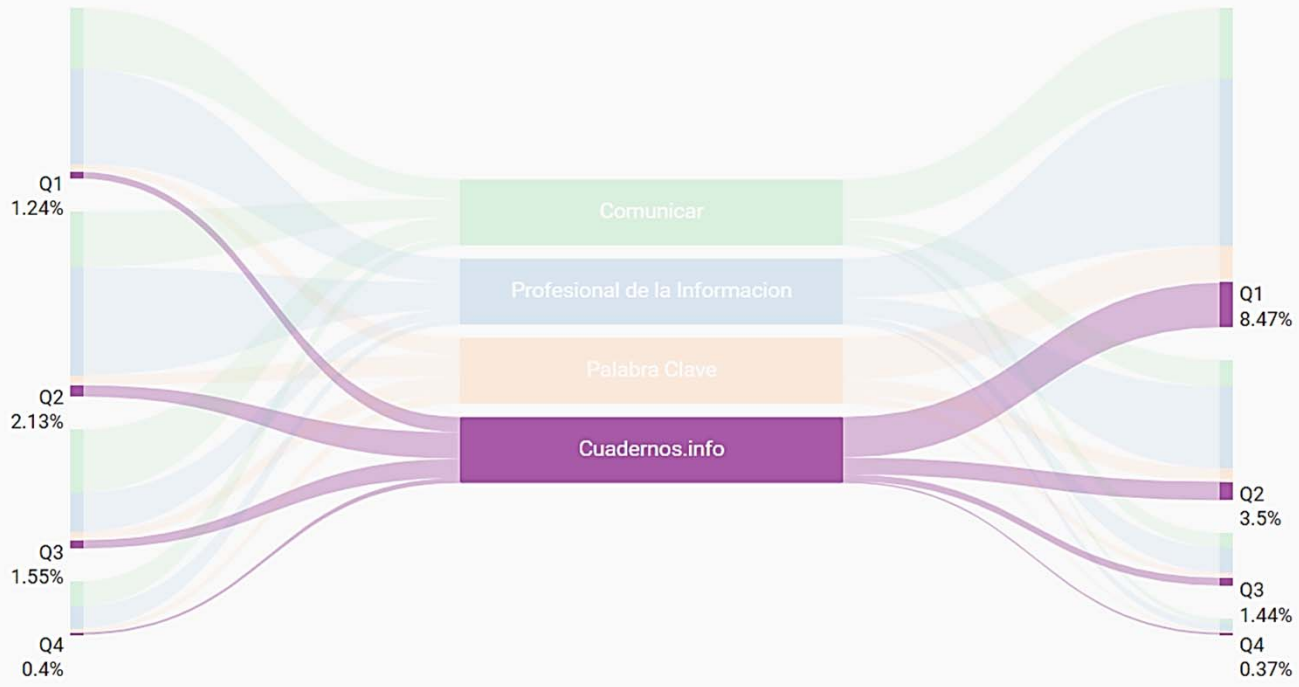 Q1
1.24%
Q2
2.13%
Q3
1.55%
Q4
0.4%
Comunicar
Profesional de la Informacion
Palabra Clave
Cuadernos.info
Q1
8.47%
Q2
3.5%
Q3
1.44%
Q4
0.37%